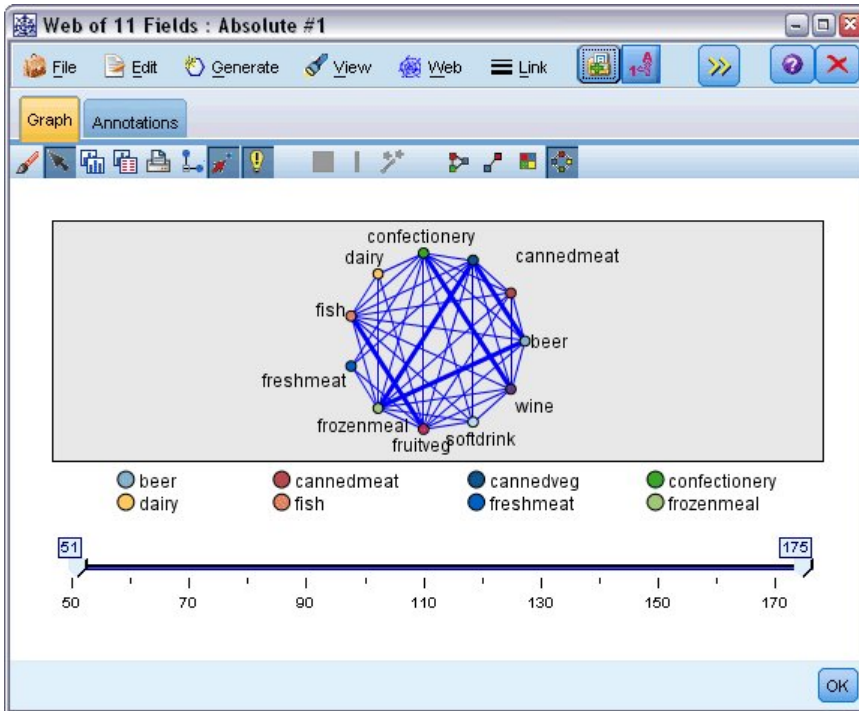 Web of 11 Fields : Absolute #1
File Edit Generate View Web Link
Graph Annotations
confectionery
dairy cannedmeat
fish
beer
freshmeat
wine
frozenmeal softdrink
fruitveg
beer cannedmeat cannedveg confectionery
dairy fish freshmeat frozenmeal
51 175
50 70 90 110 130 150 170
OK